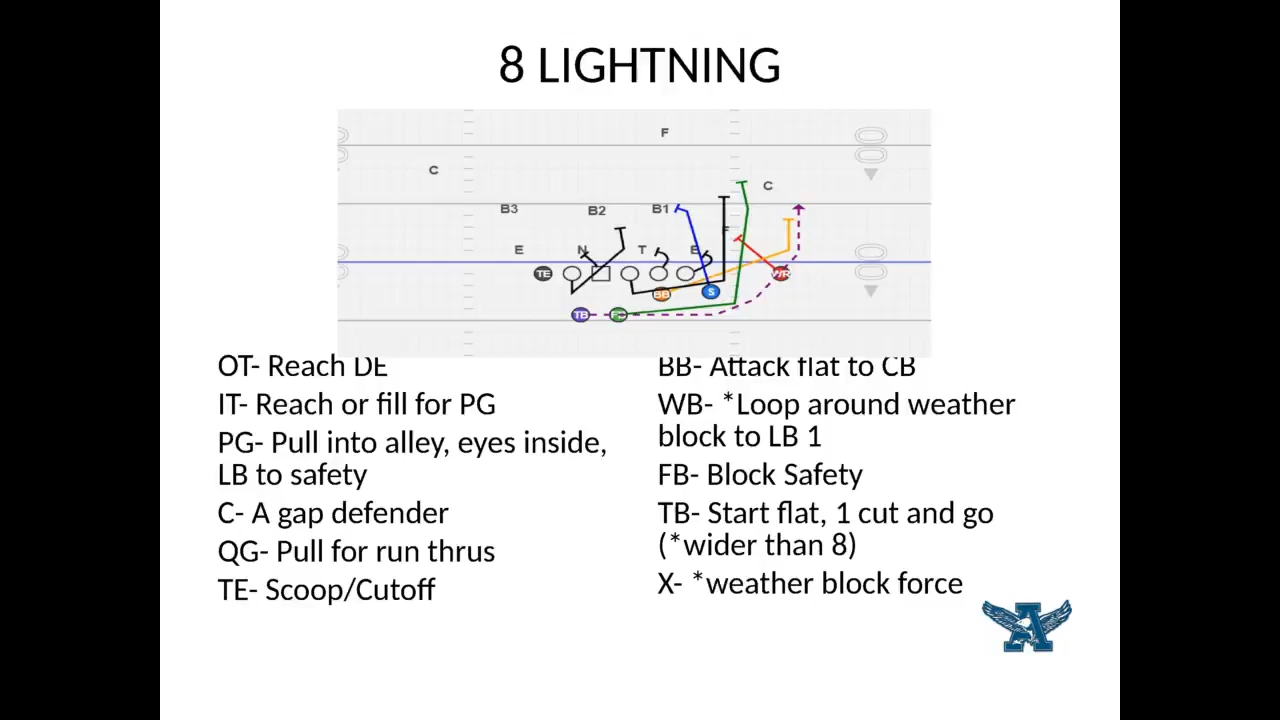 8 LIGHTNING
F
C
C
B3
B2
B1
F
E
N
T
E
TE
WR
BB
S
TB
OT- Reach DE
IT- Reach or fill for PG
PG- Pull into alley, eyes inside,
LB to safety
C- A gap defender
QG- Pull for run thrus
TE- Scoop/Cutoff
BB- Attack flat to CB
WB- *Loop around weather
block to LB 1
FB- Block Safety
TB- Start flat, 1 cut and go
(*wider than 8)
X- *weather block force
A